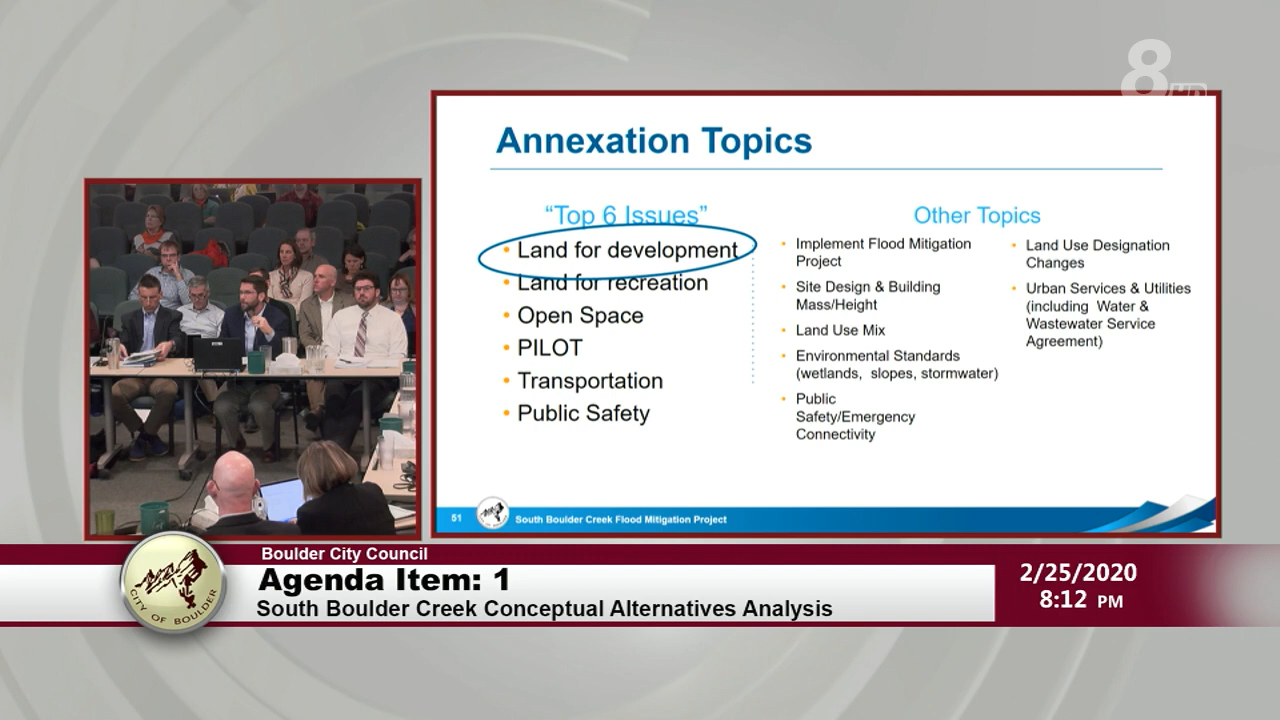 8
HD
Annexation Topics
“Top 6 Issues”
• Land for development
• Land for recreation
• Open Space
• PILOT
• Transportation
• Public Safety
Other Topics
• Implement Flood Mitigation
Project
• Site Design & Building
Mass/Height
• Land Use Mix
• Environmental Standards
(wetlands, slopes, stormwater)
• Public
Safety/Emergency
Connectivity
• Land Use Designation
Changes
• Urban Services & Utilities
(including Water &
Wastewater Service
Agreement)
51
South Boulder Creek Flood Mitigation Project
Boulder City Council
Agenda Item: 1
South Boulder Creek Conceptual Alternatives Analysis
CITY OF BOULDER
2/25/2020
8:12 PM